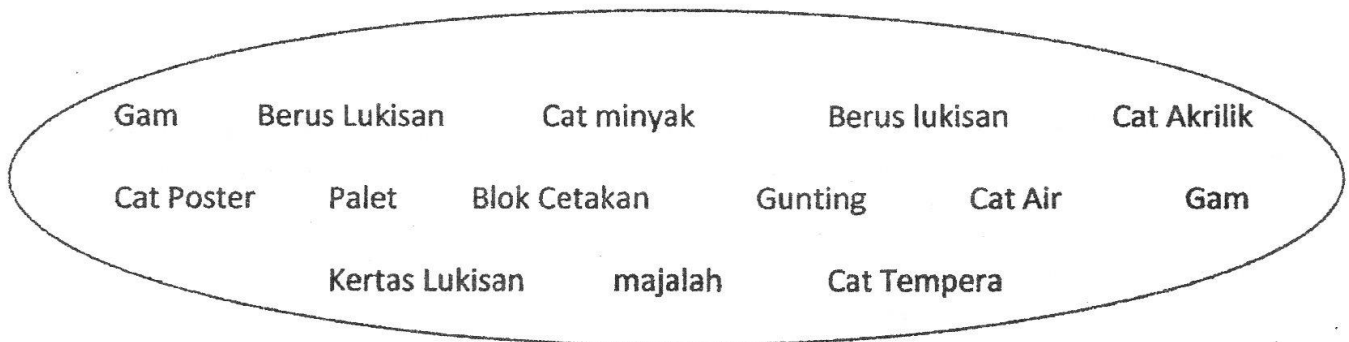 Gam Berus Lukisan Cat minyak Berus lukisan Cat Akrilik
Cat Poster Palet Blok Cetakan Gunting Cat Air Gam
Kertas Lukisan majalah Cat Tempera